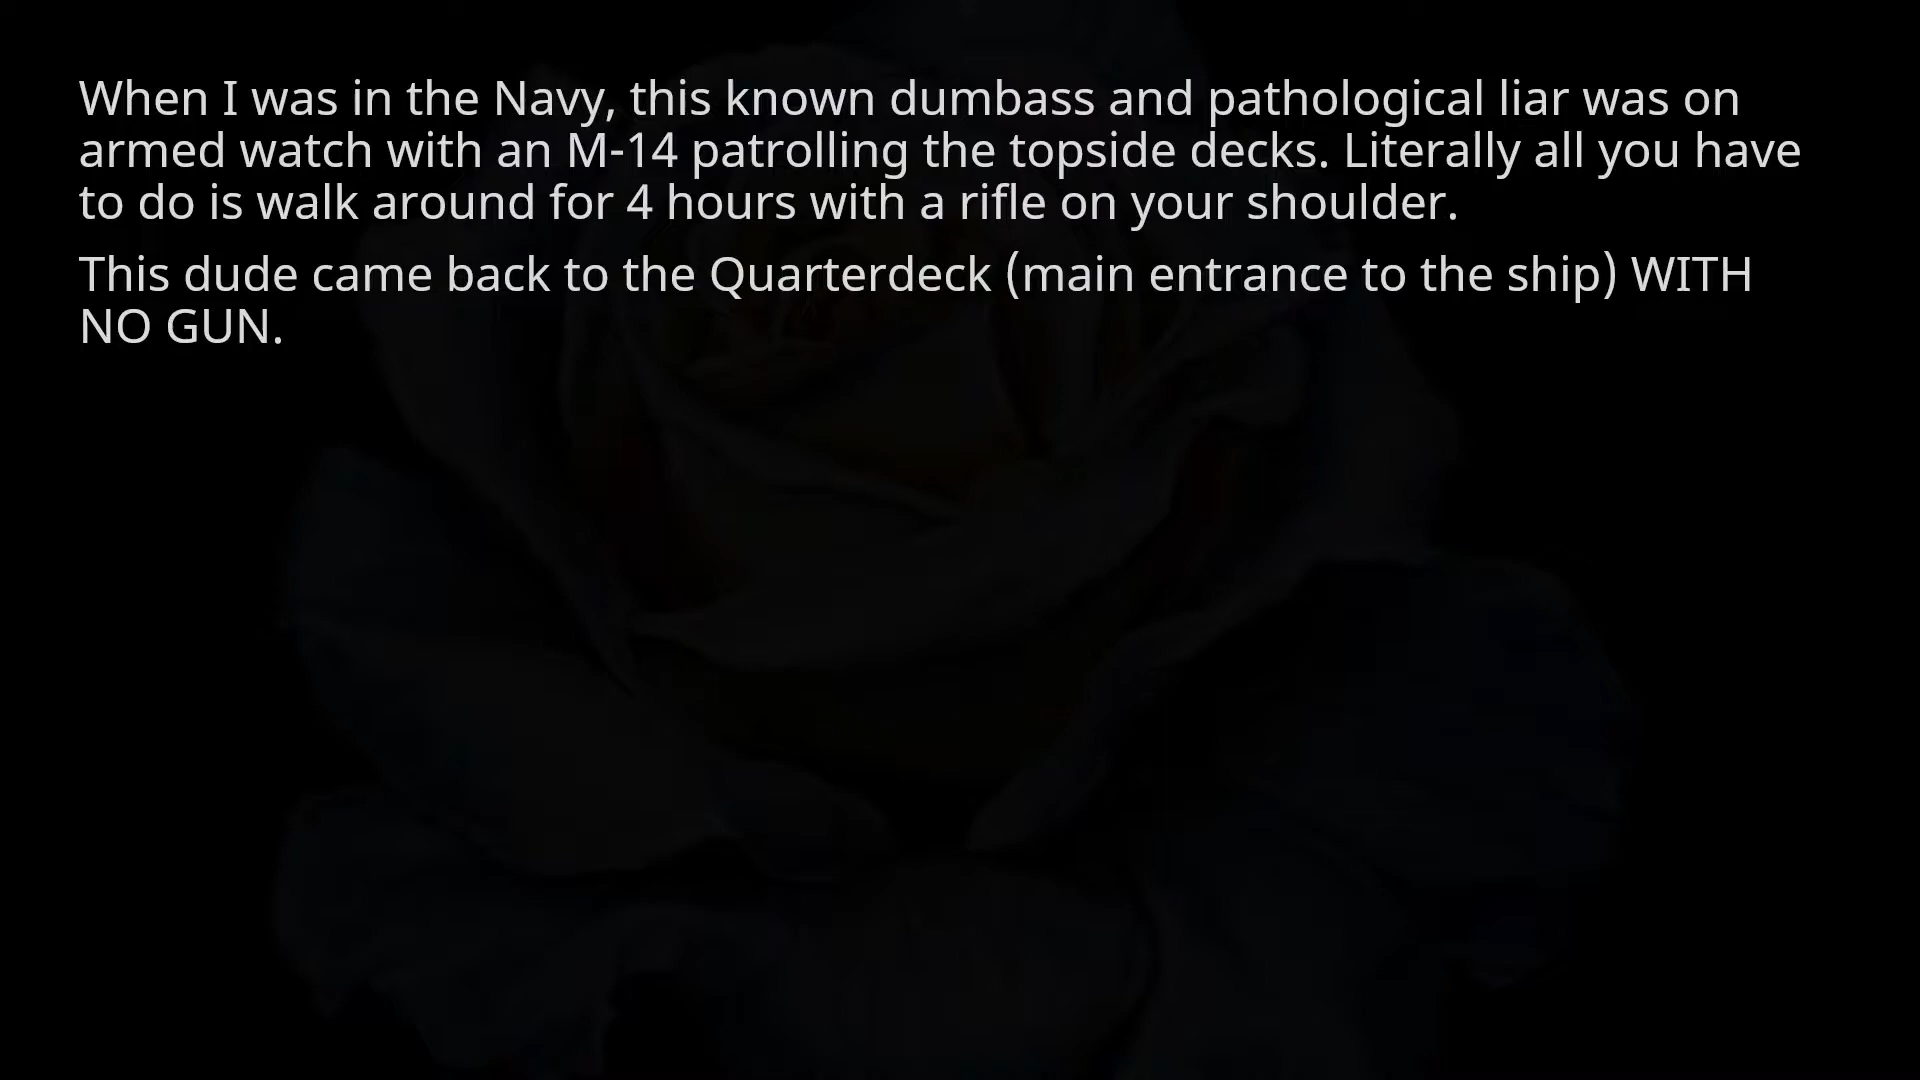 When I was in the Navy, this known dumbass and pathological liar was on
armed watch with an M-14 patrolling the topside decks. Literally all you have
to do is walk around for 4 hours with a rifle on your shoulder.
This dude came back to the Quarterdeck (main entrance to the ship) WITH
NO GUN.